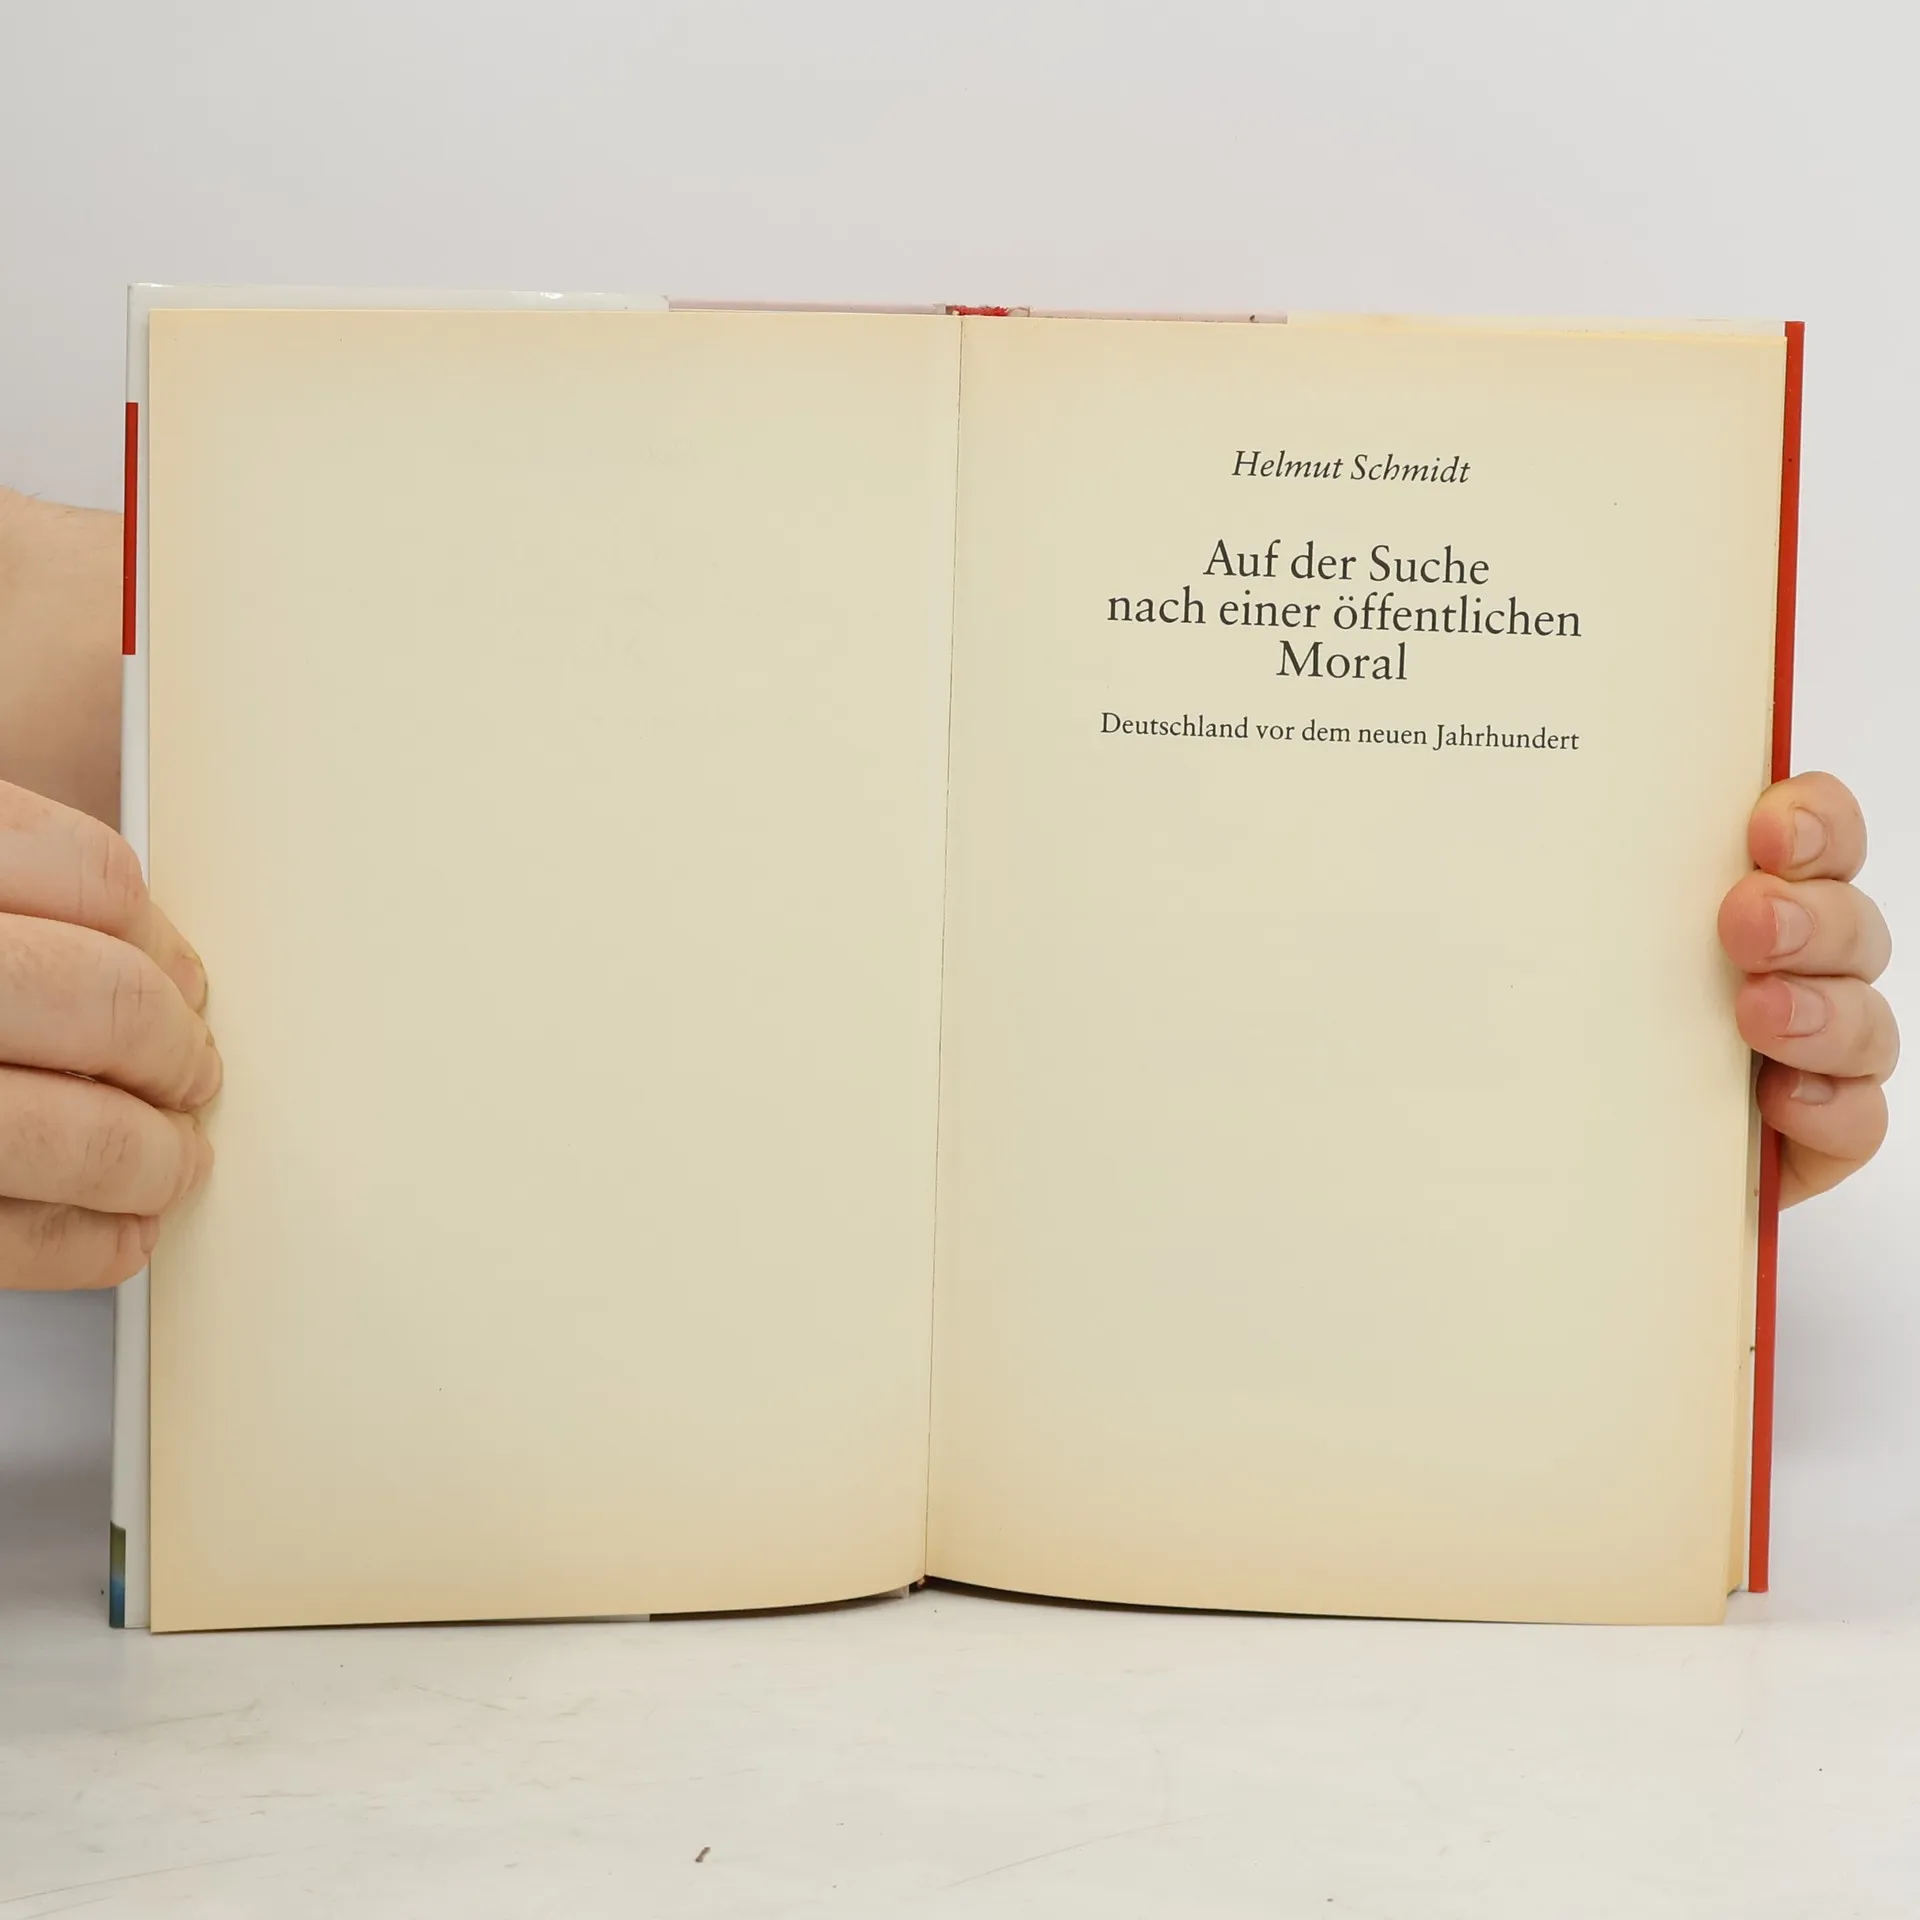 Helmut Schmidt
Auf der Suche
nach einer öffentlichen
Moral
Deutschland vor dem neuen Jahrhundert